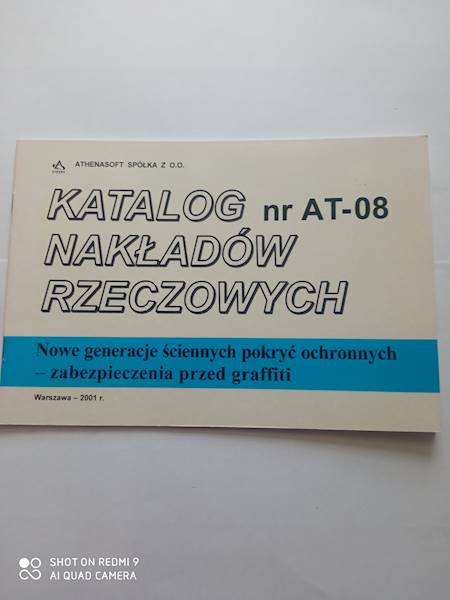 ATHENASOFT SPÓŁKA Z O.O.
KATALOG nr AT-08
NAKŁADÓW
RZECZOWYCH
Nowe generacje ściennych pokryć ochronnych
– zabezpieczenia przed graffiti
Warszawa – 2001 r.
SHOT ON REDMI 9
AI QUAD CAMERA